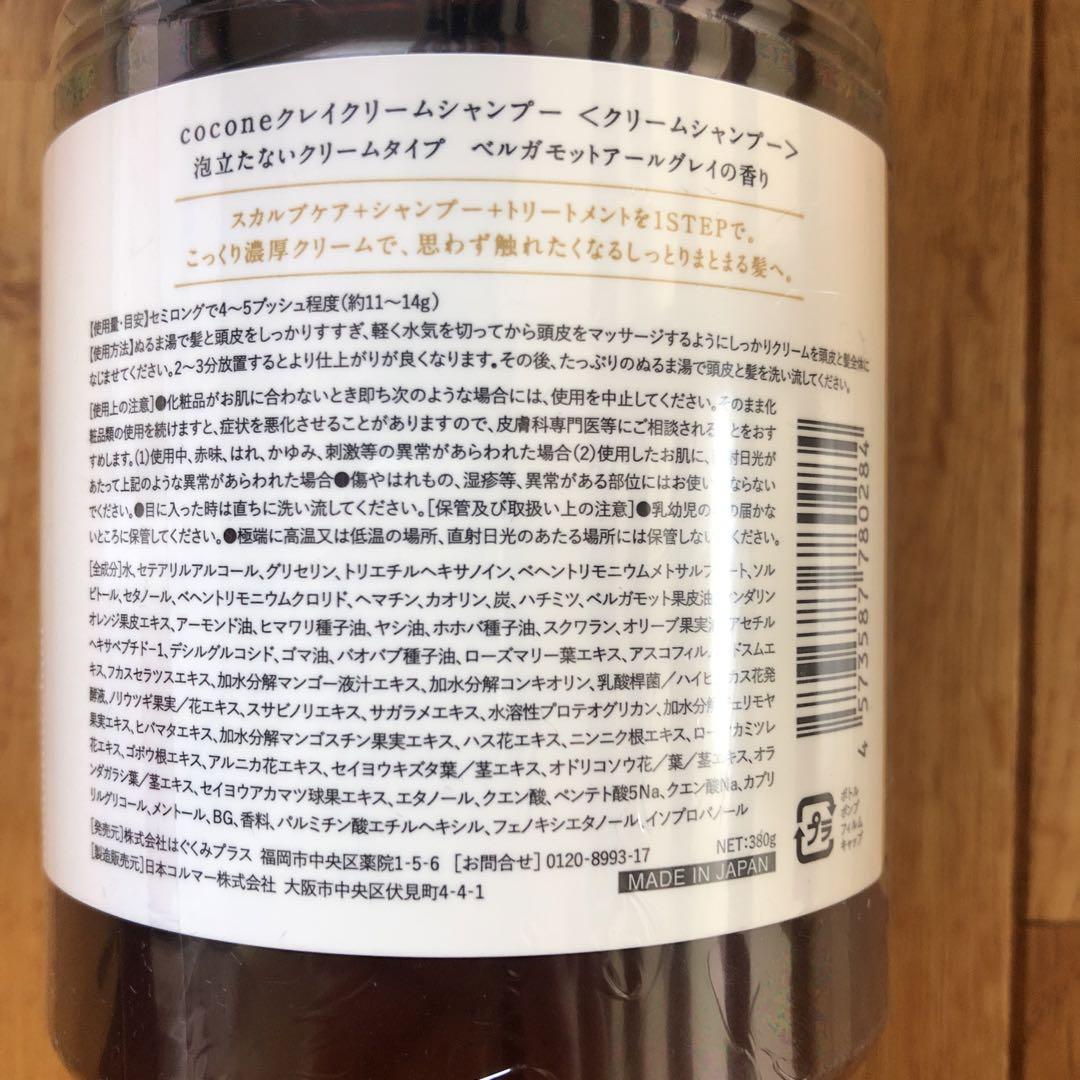 coconeクレイクリームシャンプー <クリームシャンプー>
泡立たないクリームタイプ ベルガモットアールグレイの香り
スカルプケア+シャンプー+トリートメントを1STEPで。
こっくり濃厚クリームで、思わず触れたくなるしっとりまとまる髪へ。
【使用量・目安】セミロングで4〜5プッシュ程度(約11〜14g)
【使用方法】ぬるま湯で髪と頭皮をしっかりすすぎ、軽く水気を切ってから頭皮をマッサージするようにしっかりクリームを頭皮と髪全体に
なじませてください。2〜3分放置するとより仕上がりが良くなります。その後、たっぷりのぬるま湯で頭皮と髪を洗い流してください。
[使用上の注意]●化粧品がお肌に合わないとき即ち次のような場合には、使用を中止してください。そのまま化
粧品類の使用を続けますと、症状を悪化させることがありますので、皮膚科専門医等にご相談されることをおす
すめします。(1)使用中、赤味、はれ、かゆみ、刺激等の異常があらわれた場合(2)使用したお肌に、射日光が
あたって上記のような異常があらわれた場合●傷やはれもの、湿疹等、異常がある部位にはお使いならない
でください。●目に入った時は直ちに洗い流してください。[保管及び取扱い上の注意]●乳幼児の の届かな
いところに保管してください。●極端に高温又は低温の場所、直射日光のあたる場所には保管しない ください。
[全成分]水、セテアリルアルコール、グリセリン、トリエチルヘキサノイン、ベヘントリモニウムメトサル ート、ソル
ビトール、セタノール、ベヘントリモニウムクロリド、ヘマチン、カオリン、炭、ハチミツ、ベルガモット果皮油、 ンダリン
オレンジ果皮エキス、アーモンド油、ヒマワリ種子油、ヤシ油、ホホバ種子油、スクワラン、オリーブ果実 アセチル
ヘキサペプチド-1、デシルグルコシド、ゴマ油、バオバブ種子油、ローズマリー葉エキス、アスコフィル ドスムエ
キス、フカスセラツスエキス、加水分解マンゴー液汁エキス、加水分解コンキオリン、乳酸桿菌/ハイビ カス花発
酵液、ノリウツギ果実/花エキス、スサビノリエキス、サガラメエキス、水溶性プロテオグリカン、加水分 ェリモヤ
果実エキス、ヒバマタエキス、加水分解マンゴスチン果実エキス、ハス花エキス、ニンニク根エキス、ロー カミツレ
花エキス、ゴボウ根エキス、アルニカ花エキス、セイヨウキズタ葉/茎エキス、オドリコソウ花/葉/茎エキス、オラ
ンダガラシ葉/茎エキス、セイヨウアカマツ球果エキス、エタノール、クエン酸、ペンテト酸5Na、クエン酸Na、カプリ
リルグリコール、メントール、BG、香料、パルミチン酸エチルヘキシル、フェノキシエタノール、イソプロパノール
[発売元]株式会社はぐくみプラス 福岡市中央区薬院1-5-6 [お問合せ]0120-8993-17
[製造販売元]日本コルマー株式会社 大阪市中央区伏見町4-4-1
NET:380g
MADE IN JAPAN
4 573587 780284
プラ
ボトル
ポンプ
フィルム
キャップ